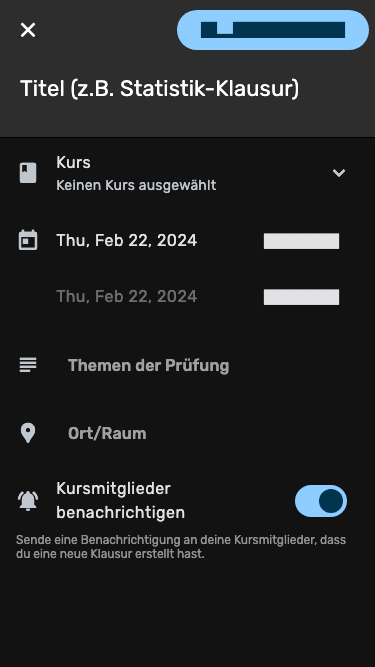 Titel (z.B. Statistik-Klausur)
Kurs
Keinen Kurs ausgewählt
Thu, Feb 22, 2024
Thu, Feb 22, 2024
Themen der Prüfung
Ort/Raum
Kursmitglieder
benachrichtigen
Sende eine Benachrichtigung an deine Kursmitglieder, dass
du eine neue Klausur erstellt hast.